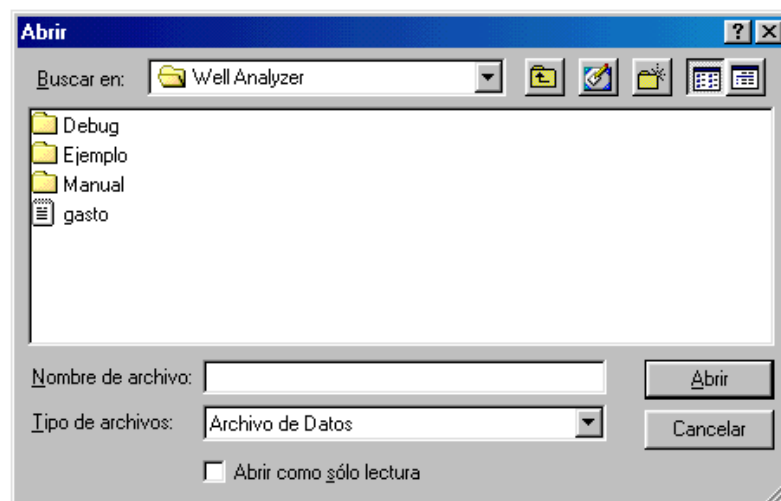 Abrir
Buscar en: Well Analyzer
Debug
Ejemplo
Manual
gasto
Nombre de archivo: Abrir
Tipo de archivos: Archivo de Datos Cancelar
Abrir como sólo lectura